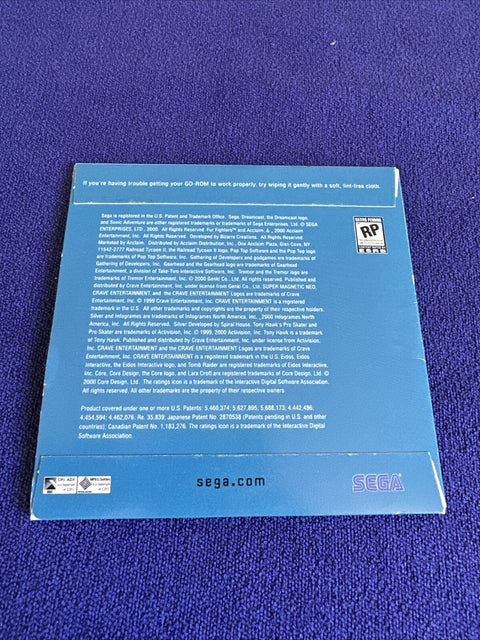 If you're having trouble getting your GD-ROM to work properly, try wiping it gently with a soft, lint-free cloth.
Sega is registered in the U.S. Patent and Trademark Office. Sega, Dreamcast, the Dreamcast logo,
and Sonic Adventure are either registered trademarks or trademarks of Sega Enterprises, Ltd. © SEGA
ENTERPRISES, LTD., 2000. All Rights Reserved. Fur Fighters™ and Acclaim, & 2000 Acclaim
Entertainment, Inc. All Rights Reserved. Developed by Bizarre Creations. All Rights Reserved.
Marketed by Acclaim. Distributed by Acclaim Distribution, Inc., One Acclaim Plaza, Glen Cove, NY
11542-2777 Railroad Tycoon II, the Railroad Tycoon II logo, Pop Top Software and the Pop Top logo
are trademarks of Pop Top Software, Inc. Gathering of Developers and godgames are trademarks of
Gathering of Developers, Inc. Gearhead and the Gearhead logo are trademarks of Gearhead
Entertainment, a division of Take-Two Interactive Software, Inc. Tremor and the Tremor logo are
trademarks of Tremor Entertainment, Inc. © 2000 Genki Co., Ltd. All rights reserved. Published and
distributed by Crave Entertainment, Inc. under license from Genki Co., Ltd. SUPER MAGNETIC NEO,
CRAVE ENTERTAINMENT, and the CRAVE ENTERTAINMENT Logos are trademarks of Crave
Entertainment, Inc. © 1999 Crave Entertainment, Inc. CRAVE ENTERTAINMENT is a registered
trademark in the U.S. All other trademarks and copyrights are the property of their respective holders.
Silver and Infogrames are trademarks of Infogrames North America, Inc., 2000 Infogrames North
America, Inc. All Rights Reserved. Silver Developed by Spiral House. Tony Hawk's Pro Skater and
Pro Skater are trademarks of Activision, Inc. © 1999, 2000 Activision, Inc. Tony Hawk is a trademark
of Tony Hawk. Published and distributed by Crave Entertainment, Inc. under license from Activision,
Inc. CRAVE ENTERTAINMENT and the CRAVE ENTERTAINMENT Logos are trademarks of Crave
Entertainment, Inc. CRAVE ENTERTAINMENT is a registered trademark in the U.S. Eidos, Eidos
Interactive, the Eidos Interactive logo, and Tomb Raider are registered trademarks of Eidos Interactive,
Inc. Core, Core Design, the Core logo, and Lara Croft are registered trademarks of Core Design, Ltd. ©
2000 Core Design, Ltd. The ratings icon is a trademark of the Interactive Digital Software Association.
All rights reserved. All other trademarks are the property of their respective owners.
Product covered under one or more U.S. Patents: 5,460,374; 5,627,895; 5,688,173; 4,442,486;
4,454,594; 4,462,076; Re. 35,839; Japanese Patent No. 2870538 (Patents pending in U.S. and other
countries); Canadian Patent No. 1,183,276. The ratings icon is a trademark of the Interactive Digital
Software Association.
RATING PENDING
RP
ESRB
CRI ADX
MPEG Sofdec
sega.com
SEGA